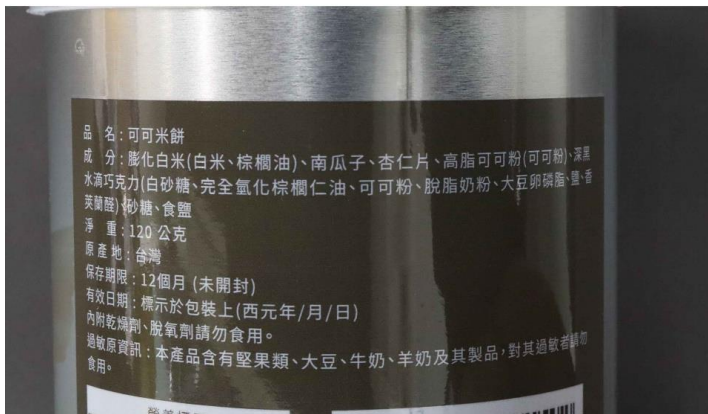 品　名：可可米餅
成　分：膨化白米(白米、棕櫚油)、南瓜子、杏仁片、高脂可可粉(可可粉)、深黑
水滴巧克力(白砂糖、完全氫化棕櫚仁油、可可粉、脫脂奶粉、大豆卵磷脂、鹽、香
莢蘭醛)、砂糖、食鹽
淨　重：120 公克
原 產 地：台灣
保存期限：12個月 (未開封)
有效日期：標示於包裝上(西元年/月/日)
內附乾燥劑、脫氧劑請勿食用。
過敏原資訊：本產品含有堅果類、大豆、牛奶、羊奶及其製品，對其過敏者請勿
食用。